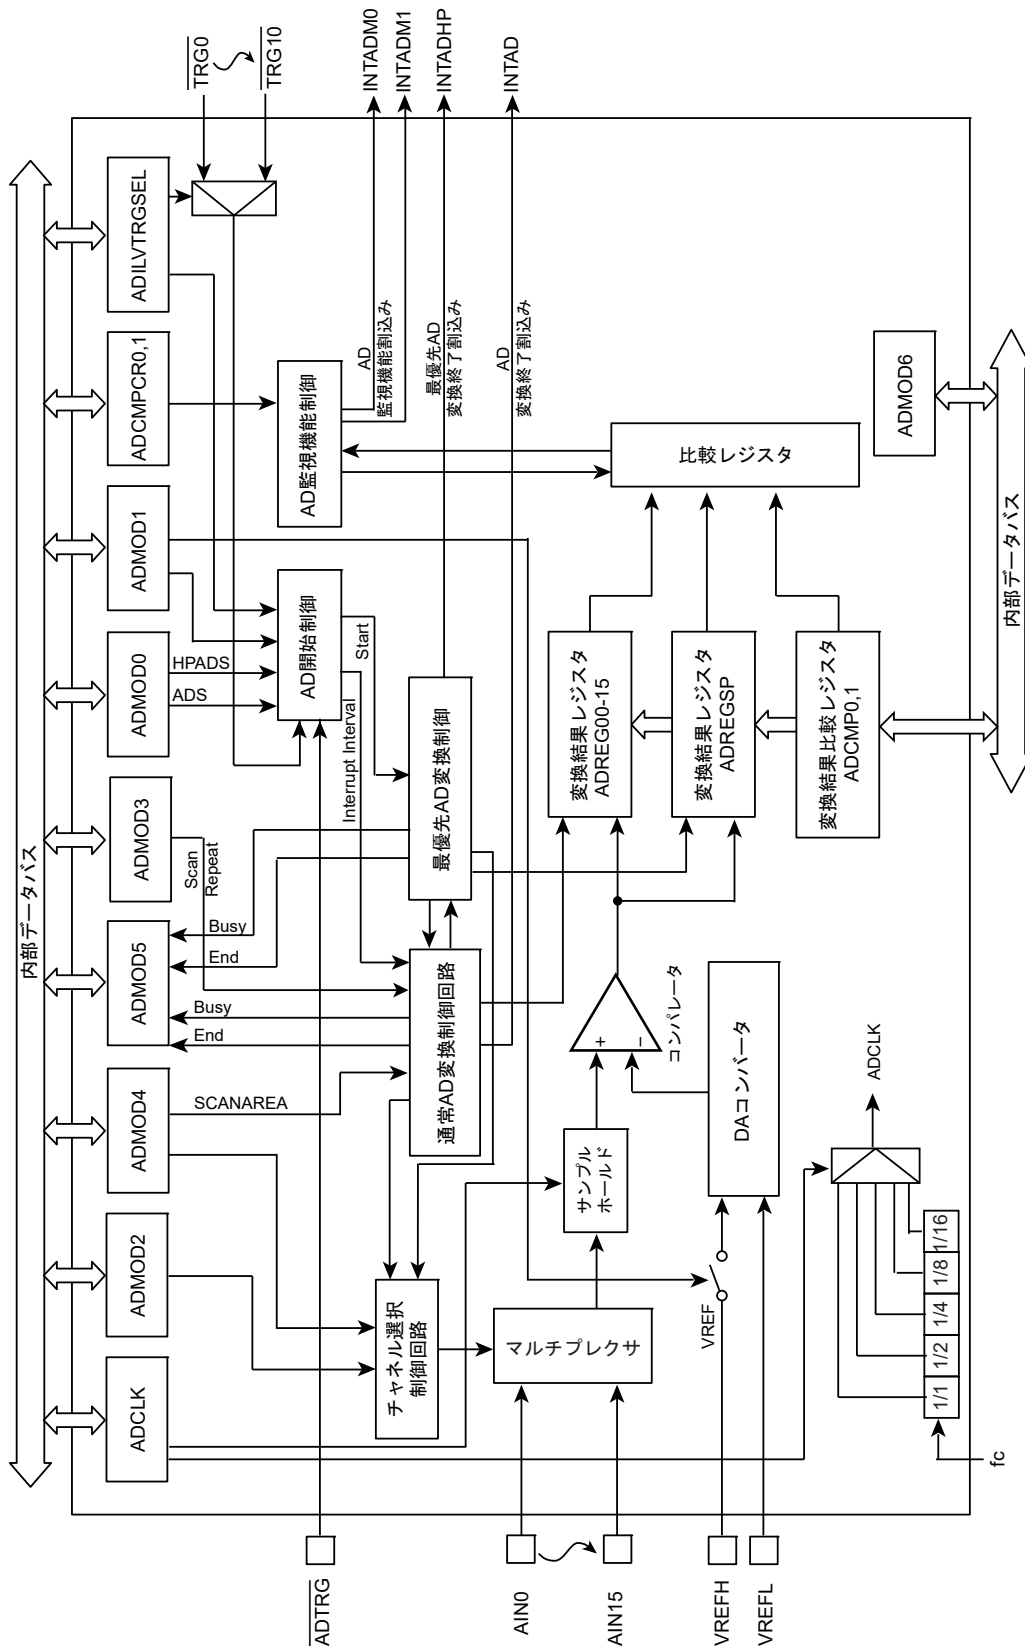 内部データバス
ADCLK
ADMOD2
ADMOD4
ADMOD5
ADMOD3
ADMOD0
ADMOD1
ADCMPCR0,1
ADILVTRGSEL
TRG0
TRG10
SCANAREA
End
Busy
End
Busy
Scan
Repeat
ADS
HPADS
AD開始制御
Start
Interrupt Interval
AD監視機能制御
AD
監視機能割込み
INTADM0
INTADM1
最優先AD
変換終了割込み
INTADHP
AD
変換終了割込み
INTAD
チャネル選択
制御回路
通常AD変換制御回路
最優先AD変換制御
ADTRG
AIN0
AIN15
マルチプレクサ
サンプル
ホールド
+
−
コンパレータ
変換結果レジスタ
ADREG00-15
変換結果レジスタ
ADREGSP
変換結果比較レジスタ
ADCMP0,1
比較レジスタ
ADMOD6
VREFH
VREFL
VREF
DAコンバータ
ADCLK
1/1
1/2
1/4
1/8
1/16
fc
内部データバス